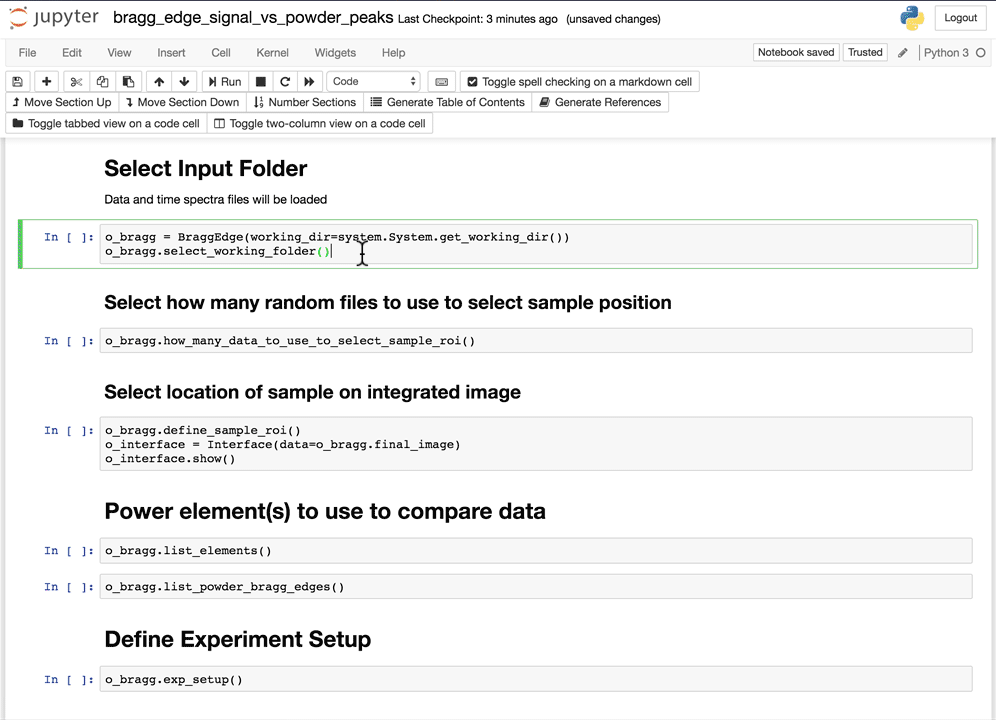 jupyter bragg_edge_signal_vs_powder_peaks Last Checkpoint: 3 minutes ago (unsaved changes) Logout
File Edit View Insert Cell Kernel Widgets Help Notebook saved Trusted Python 3
Run Code Toggle spell checking on a markdown cell
Move Section Up Move Section Down Number Sections Generate Table of Contents Generate References
Toggle tabbed view on a code cell Toggle two-column view on a code cell
Select Input Folder
Data and time spectra files will be loaded
In [ ]: o_bragg = BraggEdge(working_dir=system.System.get_working_dir())
o_bragg.select_working_folder()
Select how many random files to use to select sample position
In [ ]: o_bragg.how_many_data_to_use_to_select_sample_roi()
Select location of sample on integrated image
In [ ]: o_bragg.define_sample_roi()
o_interface = Interface(data=o_bragg.final_image)
o_interface.show()
Power element(s) to use to compare data
In [ ]: o_bragg.list_elements()
In [ ]: o_bragg.list_powder_bragg_edges()
Define Experiment Setup
In [ ]: o_bragg.exp_setup()